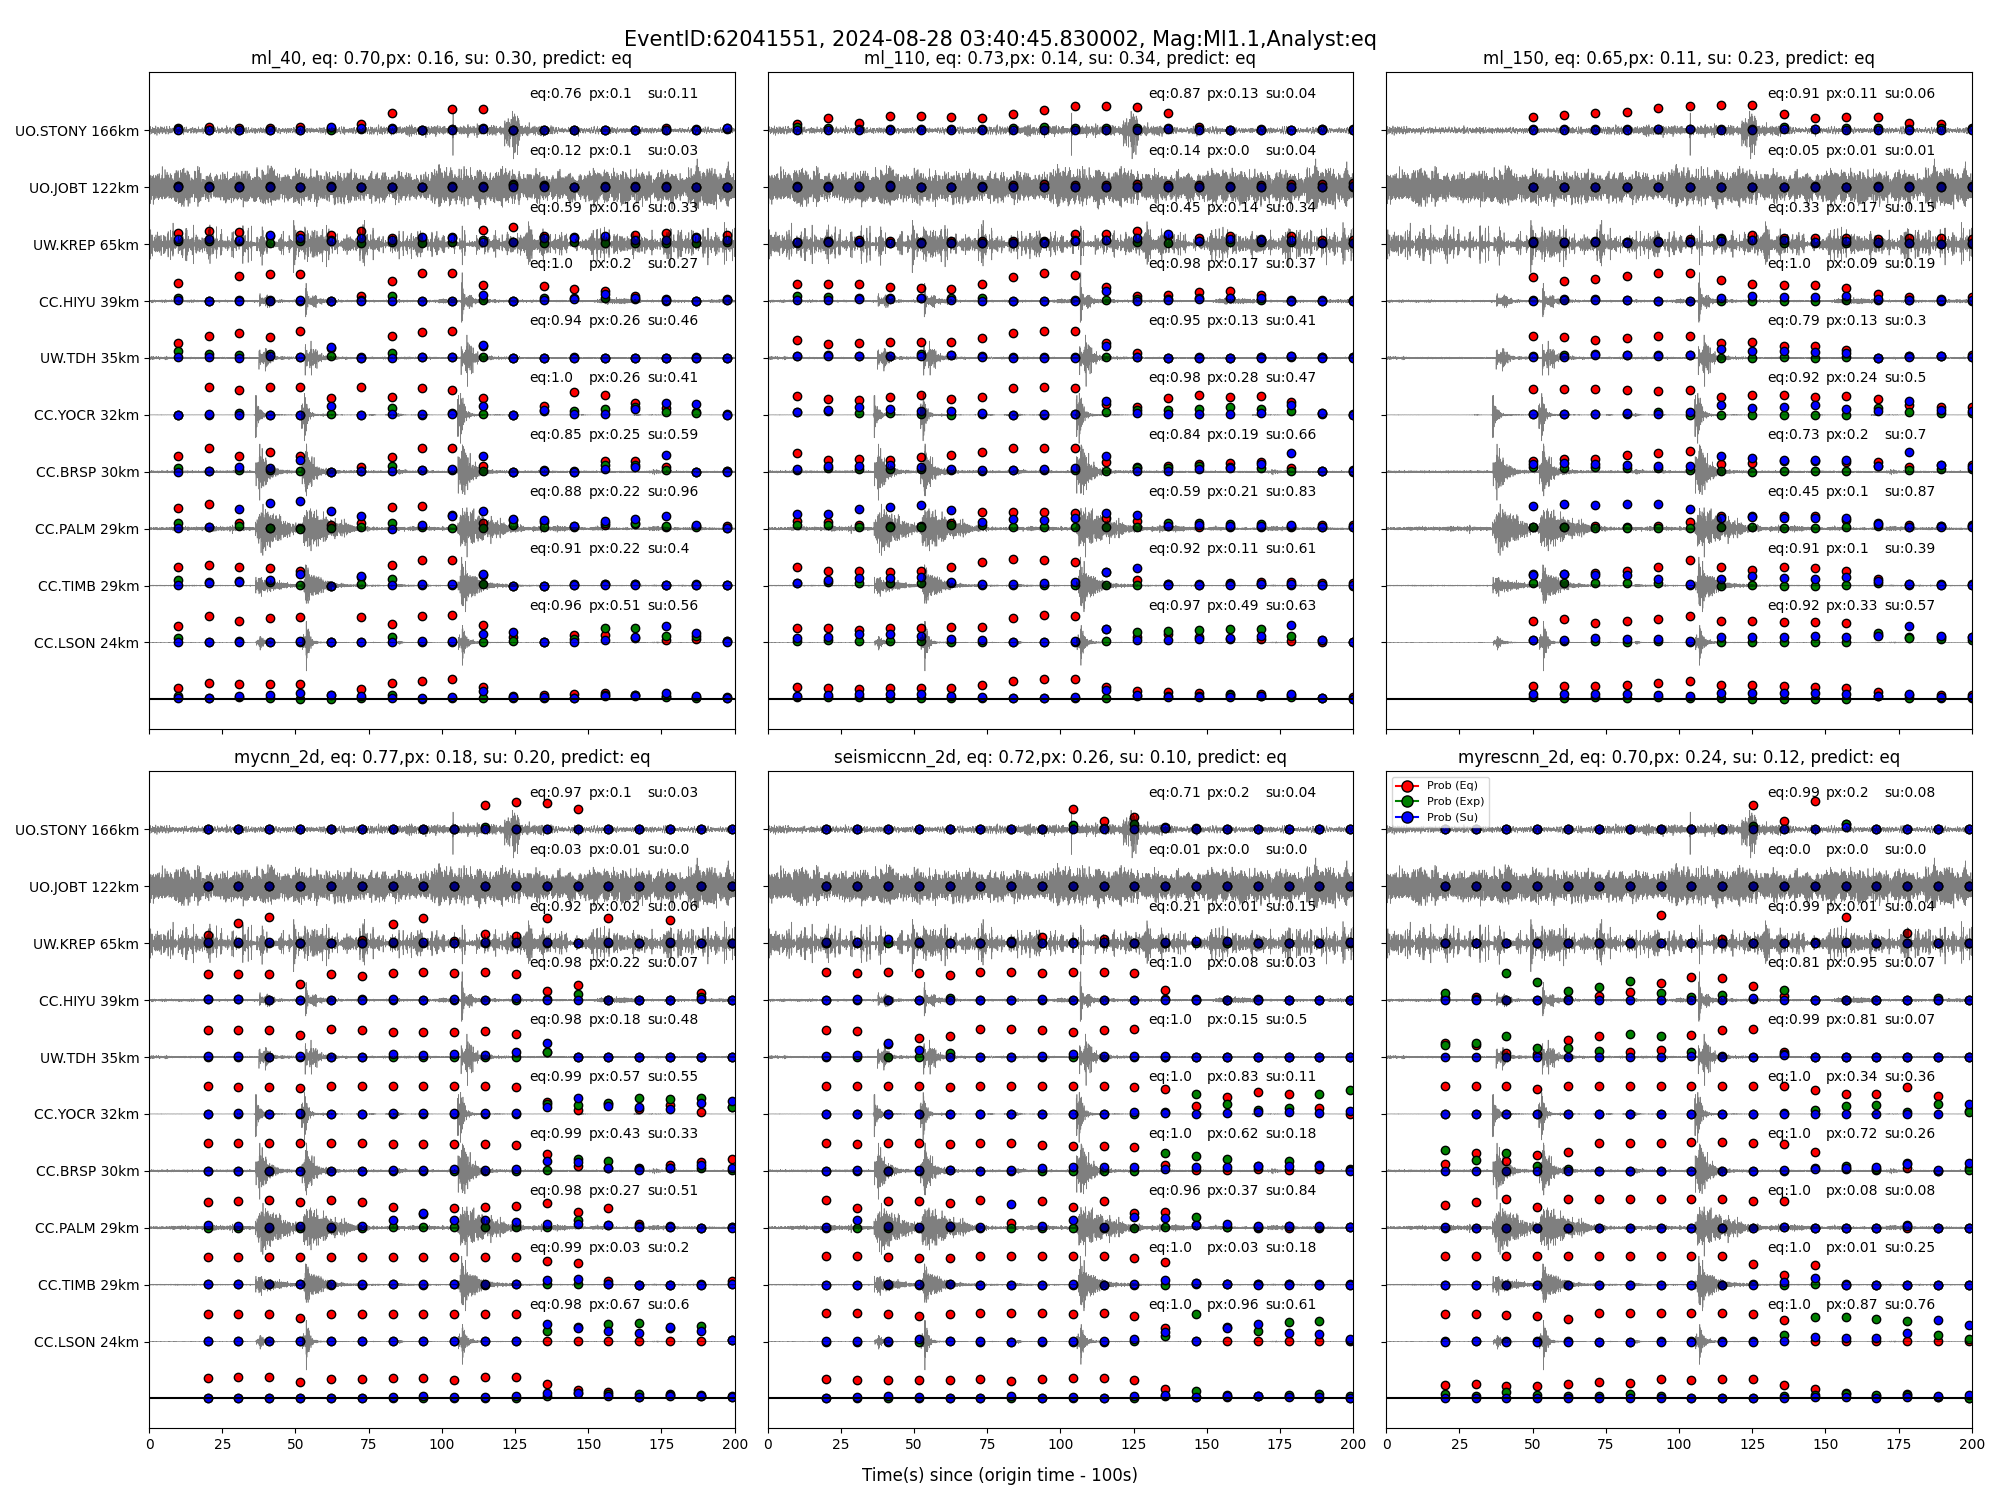 EventID:62041551, 2024-08-28 03:40:45.830002, Mag:Ml1.1,Analyst:eq
ml_40, eq: 0.70,px: 0.16, su: 0.30, predict: eq
UO.STONY 166km
eq:0.76 px:0.1 su:0.11
UO.JOBT 122km
eq:0.12 px:0.1 su:0.03
UW.KREP 65km
eq:0.59 px:0.16 su:0.33
CC.HIYU 39km
eq:1.0 px:0.2 su:0.27
UW.TDH 35km
eq:0.94 px:0.26 su:0.46
CC.YOCR 32km
eq:1.0 px:0.26 su:0.41
CC.BRSP 30km
eq:0.85 px:0.25 su:0.59
CC.PALM 29km
eq:0.88 px:0.22 su:0.96
CC.TIMB 29km
eq:0.91 px:0.22 su:0.4
CC.LSON 24km
eq:0.96 px:0.51 su:0.56
ml_110, eq: 0.73,px: 0.14, su: 0.34, predict: eq
eq:0.87 px:0.13 su:0.04
eq:0.14 px:0.0 su:0.04
eq:0.45 px:0.14 su:0.34
eq:0.98 px:0.17 su:0.37
eq:0.95 px:0.13 su:0.41
eq:0.98 px:0.28 su:0.47
eq:0.84 px:0.19 su:0.66
eq:0.59 px:0.21 su:0.83
eq:0.92 px:0.11 su:0.61
eq:0.97 px:0.49 su:0.63
ml_150, eq: 0.65,px: 0.11, su: 0.23, predict: eq
eq:0.91 px:0.11 su:0.06
eq:0.05 px:0.01 su:0.01
eq:0.33 px:0.17 su:0.15
eq:1.0 px:0.09 su:0.19
eq:0.79 px:0.13 su:0.3
eq:0.92 px:0.24 su:0.5
eq:0.73 px:0.2 su:0.7
eq:0.45 px:0.1 su:0.87
eq:0.91 px:0.1 su:0.39
eq:0.92 px:0.33 su:0.57
mycnn_2d, eq: 0.77,px: 0.18, su: 0.20, predict: eq
UO.STONY 166km
eq:0.97 px:0.1 su:0.03
UO.JOBT 122km
eq:0.03 px:0.01 su:0.0
UW.KREP 65km
eq:0.92 px:0.02 su:0.06
CC.HIYU 39km
eq:0.98 px:0.22 su:0.07
UW.TDH 35km
eq:0.98 px:0.18 su:0.48
CC.YOCR 32km
eq:0.99 px:0.57 su:0.55
CC.BRSP 30km
eq:0.99 px:0.43 su:0.33
CC.PALM 29km
eq:0.98 px:0.27 su:0.51
CC.TIMB 29km
eq:0.99 px:0.03 su:0.2
CC.LSON 24km
eq:0.98 px:0.67 su:0.6
0 25 50 75 100 125 150 175 200
seismiccnn_2d, eq: 0.72,px: 0.26, su: 0.10, predict: eq
eq:0.71 px:0.2 su:0.04
eq:0.01 px:0.0 su:0.0
eq:0.21 px:0.01 su:0.15
eq:1.0 px:0.08 su:0.03
eq:1.0 px:0.15 su:0.5
eq:1.0 px:0.83 su:0.11
eq:1.0 px:0.62 su:0.18
eq:0.96 px:0.37 su:0.84
eq:1.0 px:0.03 su:0.18
eq:1.0 px:0.96 su:0.61
0 25 50 75 100 125 150 175 200
myrescnn_2d, eq: 0.70,px: 0.24, su: 0.12, predict: eq
Prob (Eq)
Prob (Exp)
Prob (Su)
eq:0.99 px:0.2 su:0.08
eq:0.0 px:0.0 su:0.0
eq:0.99 px:0.01 su:0.04
eq:0.81 px:0.95 su:0.07
eq:0.99 px:0.81 su:0.07
eq:1.0 px:0.34 su:0.36
eq:1.0 px:0.72 su:0.26
eq:1.0 px:0.08 su:0.08
eq:1.0 px:0.01 su:0.25
eq:1.0 px:0.87 su:0.76
0 25 50 75 100 125 150 175 200
Time(s) since (origin time - 100s)